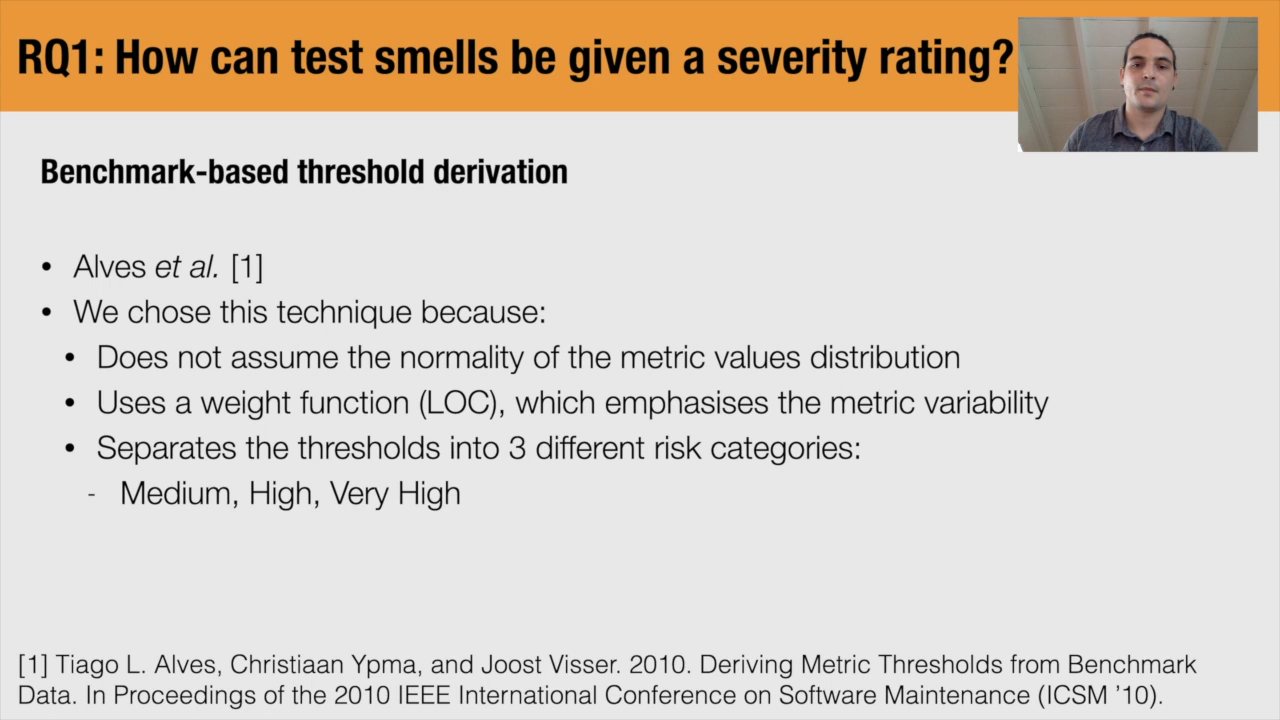 RQ1: How can test smells be given a severity rating?
Benchmark-based threshold derivation
• Alves et al. [1]
• We chose this technique because:
• Does not assume the normality of the metric values distribution
• Uses a weight function (LOC), which emphasises the metric variability
• Separates the thresholds into 3 different risk categories:
- Medium, High, Very High
[1] Tiago L. Alves, Christiaan Ypma, and Joost Visser. 2010. Deriving Metric Thresholds from Benchmark
Data. In Proceedings of the 2010 IEEE International Conference on Software Maintenance (ICSM ’10).